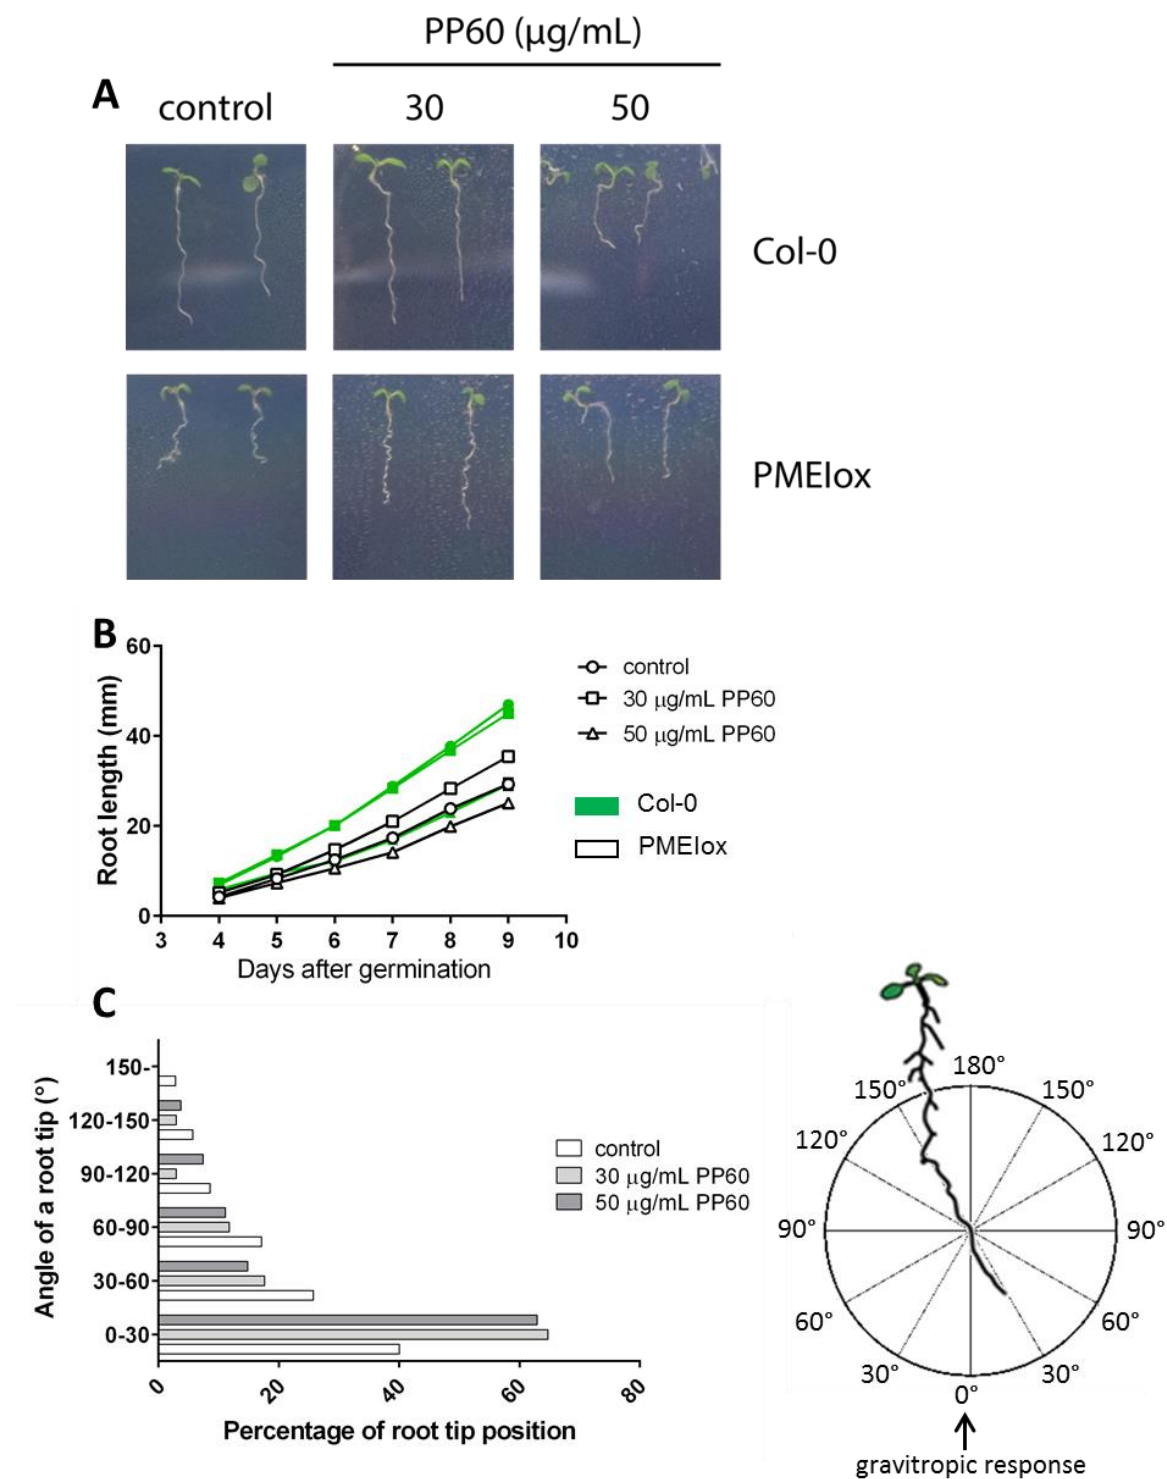 PP60 (µg/mL)
A
control 30 50
Col-0
PMEIox
B
60
40
20
0
Root length (mm)
3 4 5 6 7 8 9 10
Days after germination
control
30 µg/mL PP60
50 µg/mL PP60
Col-0
PMEIox
C
150-
120-150
90-120
60-90
30-60
0-30
Angle of a root tip (°)
0 20 40 60 80
Percentage of root tip position
control
30 µg/mL PP60
50 µg/mL PP60
180°
150° 150°
120° 120°
90° 90°
60° 60°
30° 30°
0°
gravitropic response